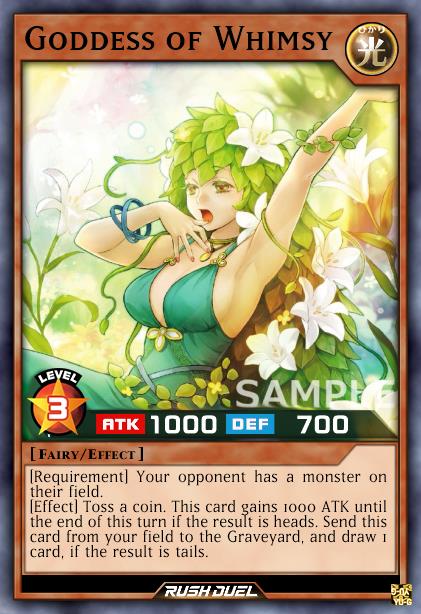 GODDESS OF WHIMSY
ひかり
光
SAMPLE
LEVEL
3
ATK 1000 DEF 700
[FAIRY/EFFECT]
[Requirement] Your opponent has a monster on
their field.
[Effect] Toss a coin. This card gains 1000 ATK until
the end of this turn if the result is heads. Send this
card from your field to the Graveyard, and draw 1
card, if the result is tails.
RUSH DUEL